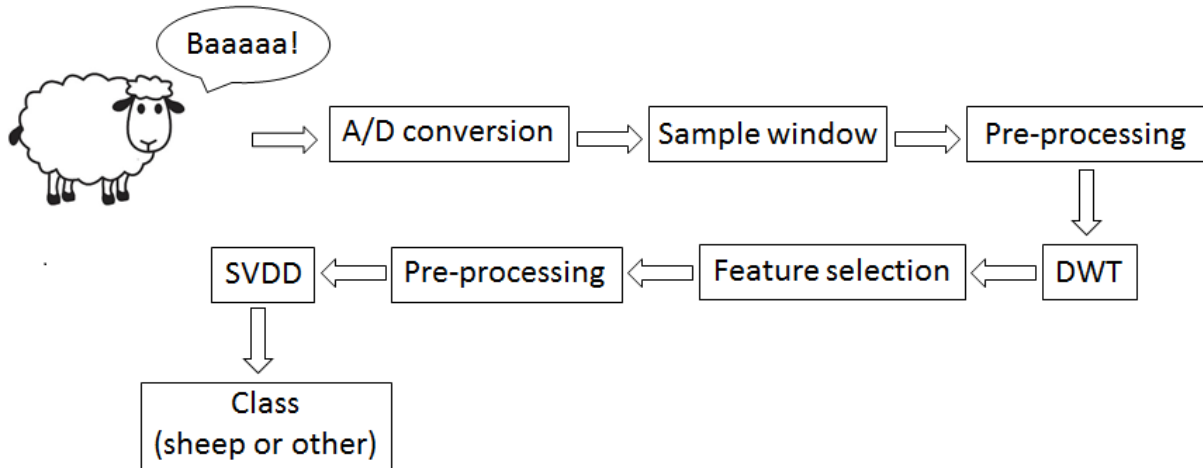 Baaaaa!
A/D conversion
Sample window
Pre-processing
DWT
Feature selection
Pre-processing
SVDD
Class
(sheep or other)